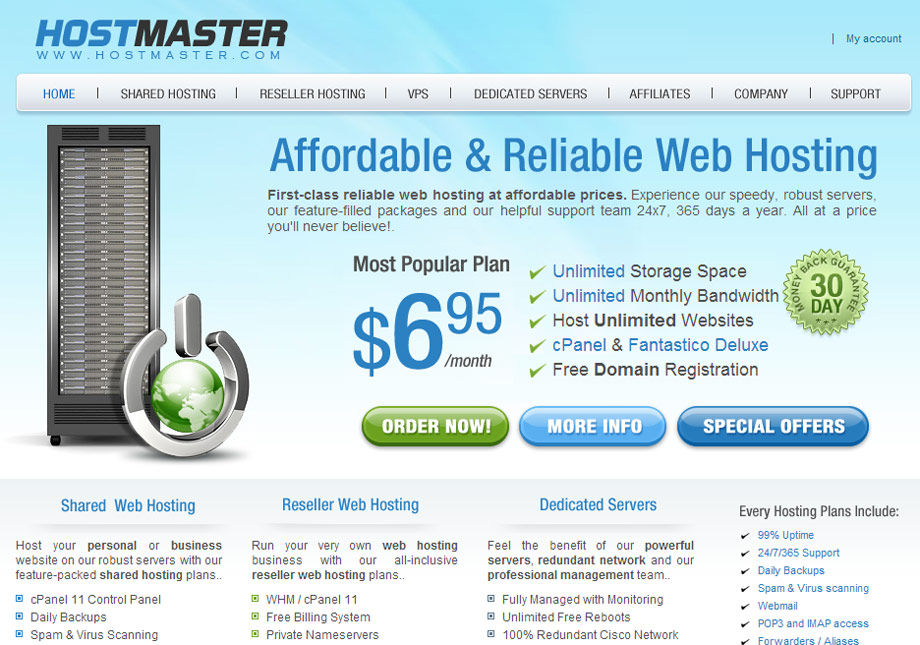 HOSTMASTER
WWW.HOSTMASTER.COM
| My account
HOME | SHARED HOSTING | RESELLER HOSTING | VPS | DEDICATED SERVERS | AFFILIATES | COMPANY | SUPPORT
Affordable & Reliable Web Hosting
First-class reliable web hosting at affordable prices. Experience our speedy, robust servers,
our feature-filled packages and our helpful support team 24x7, 365 days a year. All at a price
you'll never believe!.
Most Popular Plan
$6.95
/month
Unlimited Storage Space
Unlimited Monthly Bandwidth
Host Unlimited Websites
cPanel & Fantastico Deluxe
Free Domain Registration
MONEY BACK GUARANTEE
30
DAY
ORDER NOW!
MORE INFO
SPECIAL OFFERS
Shared Web Hosting
Host your personal or business
website on our robust servers with our
feature-packed shared hosting plans..
cPanel 11 Control Panel
Daily Backups
Spam & Virus Scanning
Reseller Web Hosting
Run your very own web hosting
business with our all-inclusive
reseller web hosting plans..
WHM / cPanel 11
Free Billing System
Private Nameservers
Dedicated Servers
Feel the benefit of our powerful
servers, redundant network and our
professional management team..
Fully Managed with Monitoring
Unlimited Free Reboots
100% Redundant Cisco Network
Every Hosting Plans Include:
99% Uptime
24/7/365 Support
Daily Backups
Spam & Virus scanning
Webmail
POP3 and IMAP access
Forwarders / Aliases